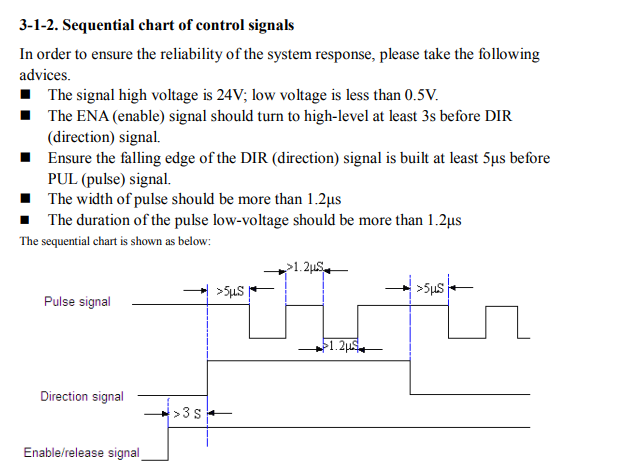 3-1-2. Sequential chart of control signals
In order to ensure the reliability of the system response, please take the following
advices.
■ The signal high voltage is 24V; low voltage is less than 0.5V.
■ The ENA (enable) signal should turn to high-level at least 3s before DIR
(direction) signal.
■ Ensure the falling edge of the DIR (direction) signal is built at least 5μs before
PUL (pulse) signal.
■ The width of pulse should be more than 1.2μs
■ The duration of the pulse low-voltage should be more than 1.2μs
The sequential chart is shown as below:
>1.2μS
>5μS
>5μS
Pulse signal
>1.2μS
Direction signal
>3 S
Enable/release signal